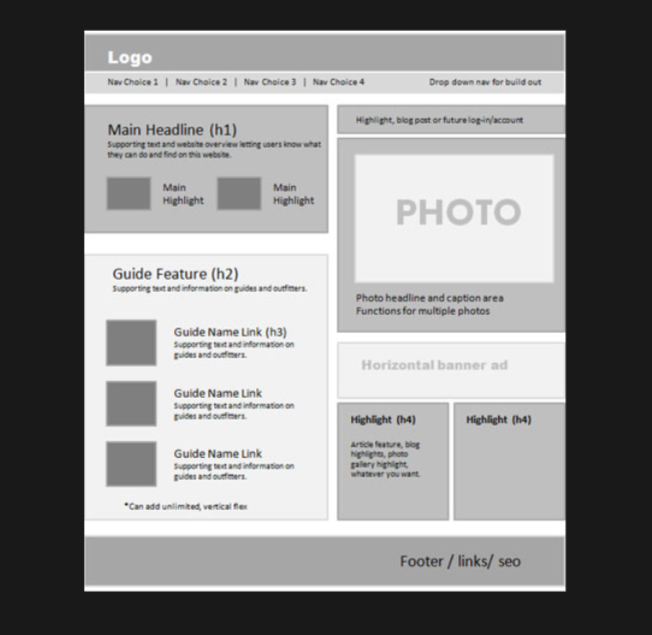 Logo
Nav Choice 1 | Nav Choice 2 | Nav Choice 3 | Nav Choice 4
Drop down nav for build out
Main Headline (h1)
Supporting text and website overview letting users know what
they can do and find on this website.
Main
Highlight
Main
Highlight
Guide Feature (h2)
Supporting text and information on guides and outfitters.
Guide Name Link (h3)
Supporting text and information on
guides and outfitters.
Guide Name Link
Supporting text and information on
guides and outfitters.
Guide Name Link
Supporting text and information on
guides and outfitters.
*Can add unlimited, vertical flex
Highlight, blog post or future log-in/account
PHOTO
Photo headline and caption area
Functions for multiple photos
Horizontal banner ad
Highlight (h4)
Article feature, blog
highlights, photo
gallery highlight,
whatever you want.
Highlight (h4)
Footer / links/ seo